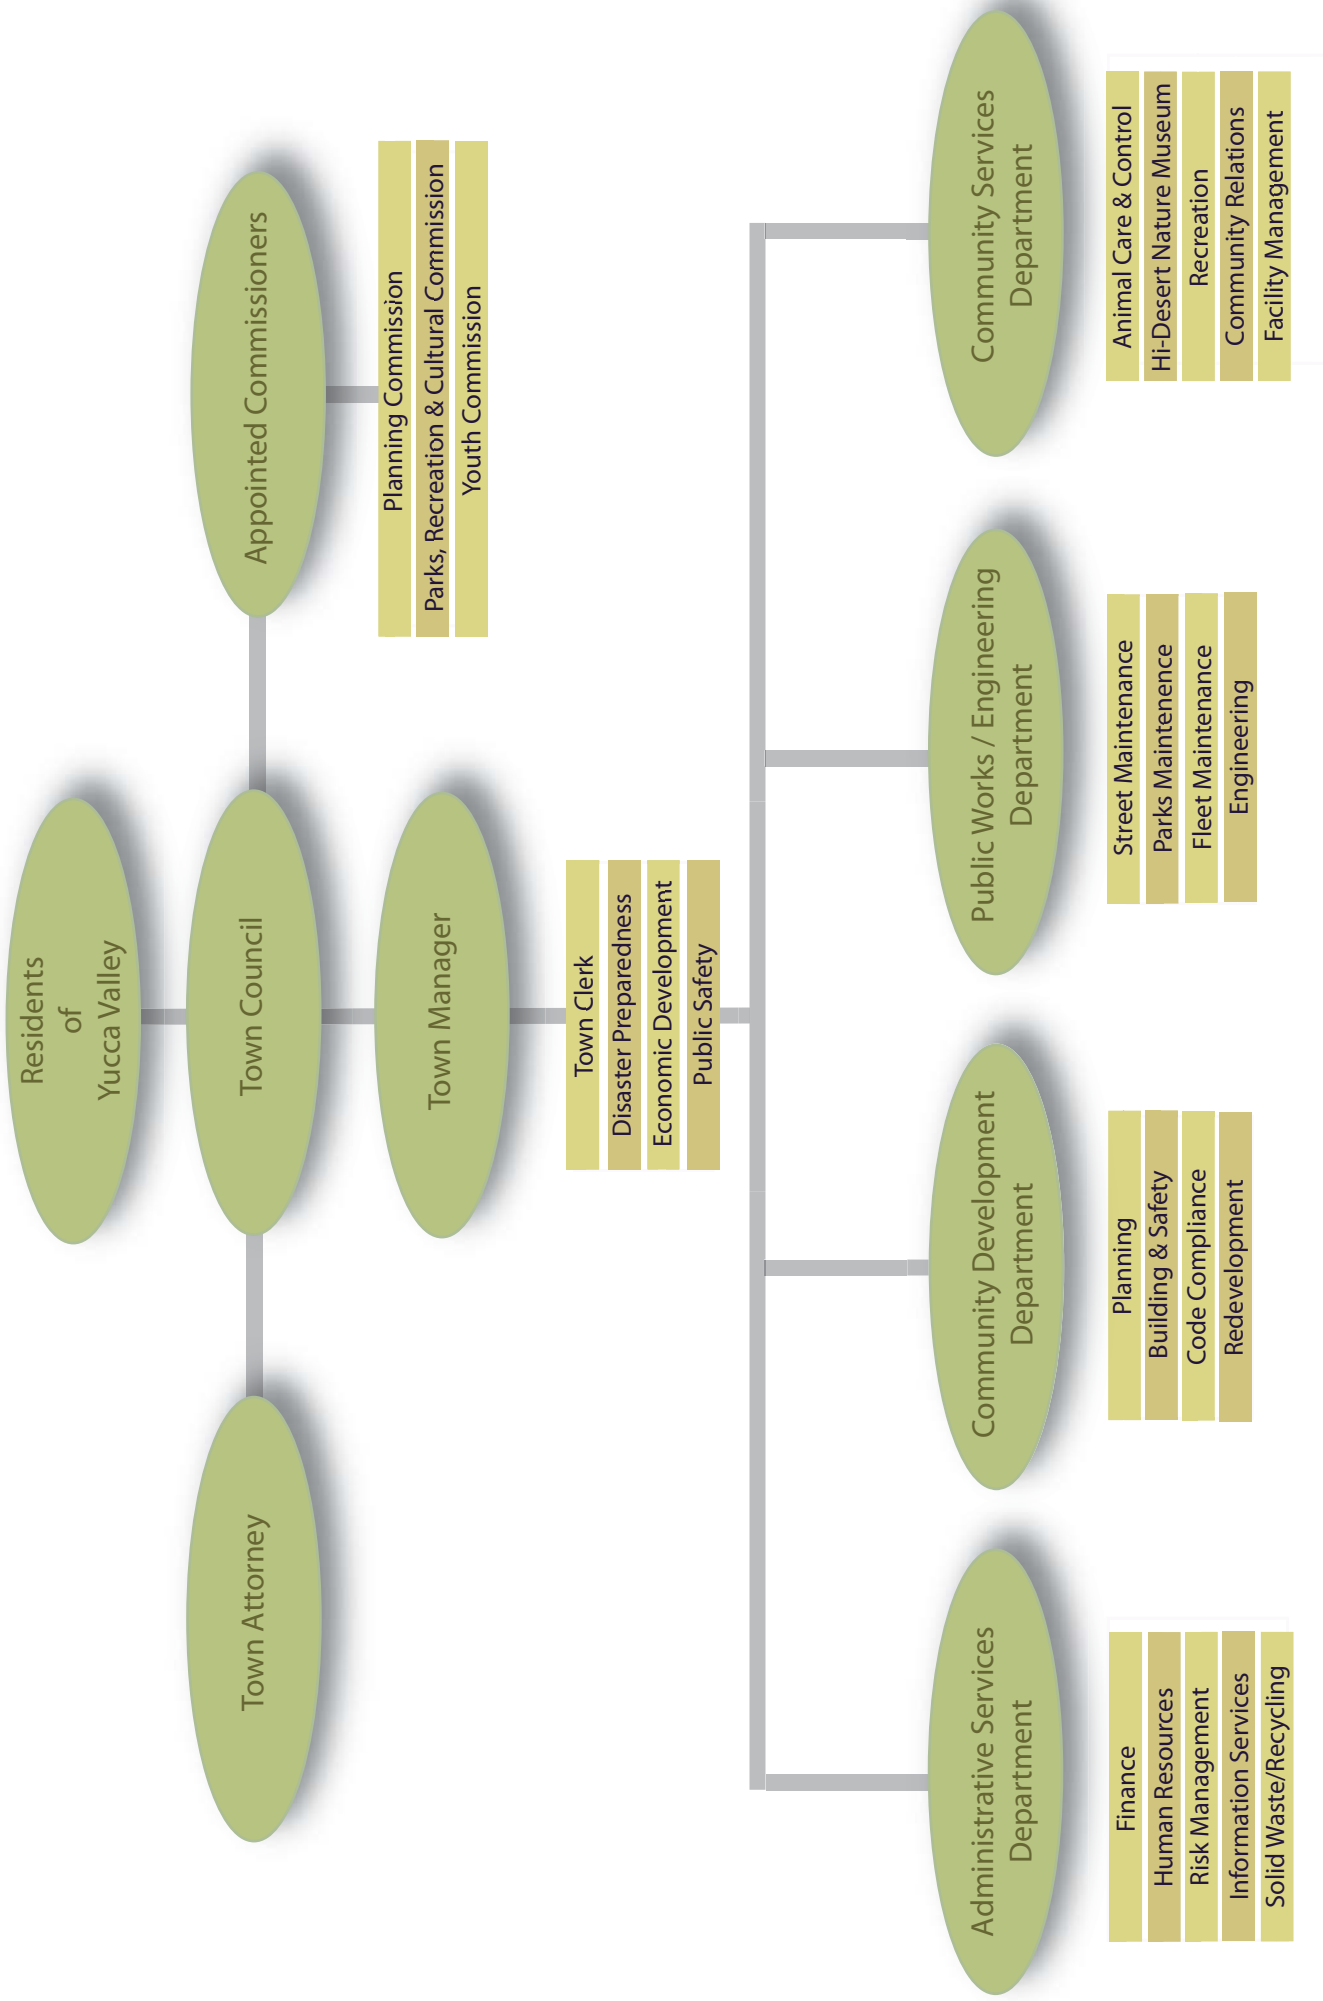 Residents
of
Yucca Valley
Town Attorney
Town Council
Appointed Commissioners
Planning Commission
Parks, Recreation & Cultural Commission
Youth Commission
Town Manager
Town Clerk
Disaster Preparedness
Economic Development
Public Safety
Administrative Services
Department
Finance
Human Resources
Risk Management
Information Services
Solid Waste/Recycling
Community Development
Department
Planning
Building & Safety
Code Compliance
Redevelopment
Public Works / Engineering
Department
Street Maintenance
Parks Maintenence
Fleet Maintenance
Engineering
Community Services
Department
Animal Care & Control
Hi-Desert Nature Museum
Recreation
Community Relations
Facility Management